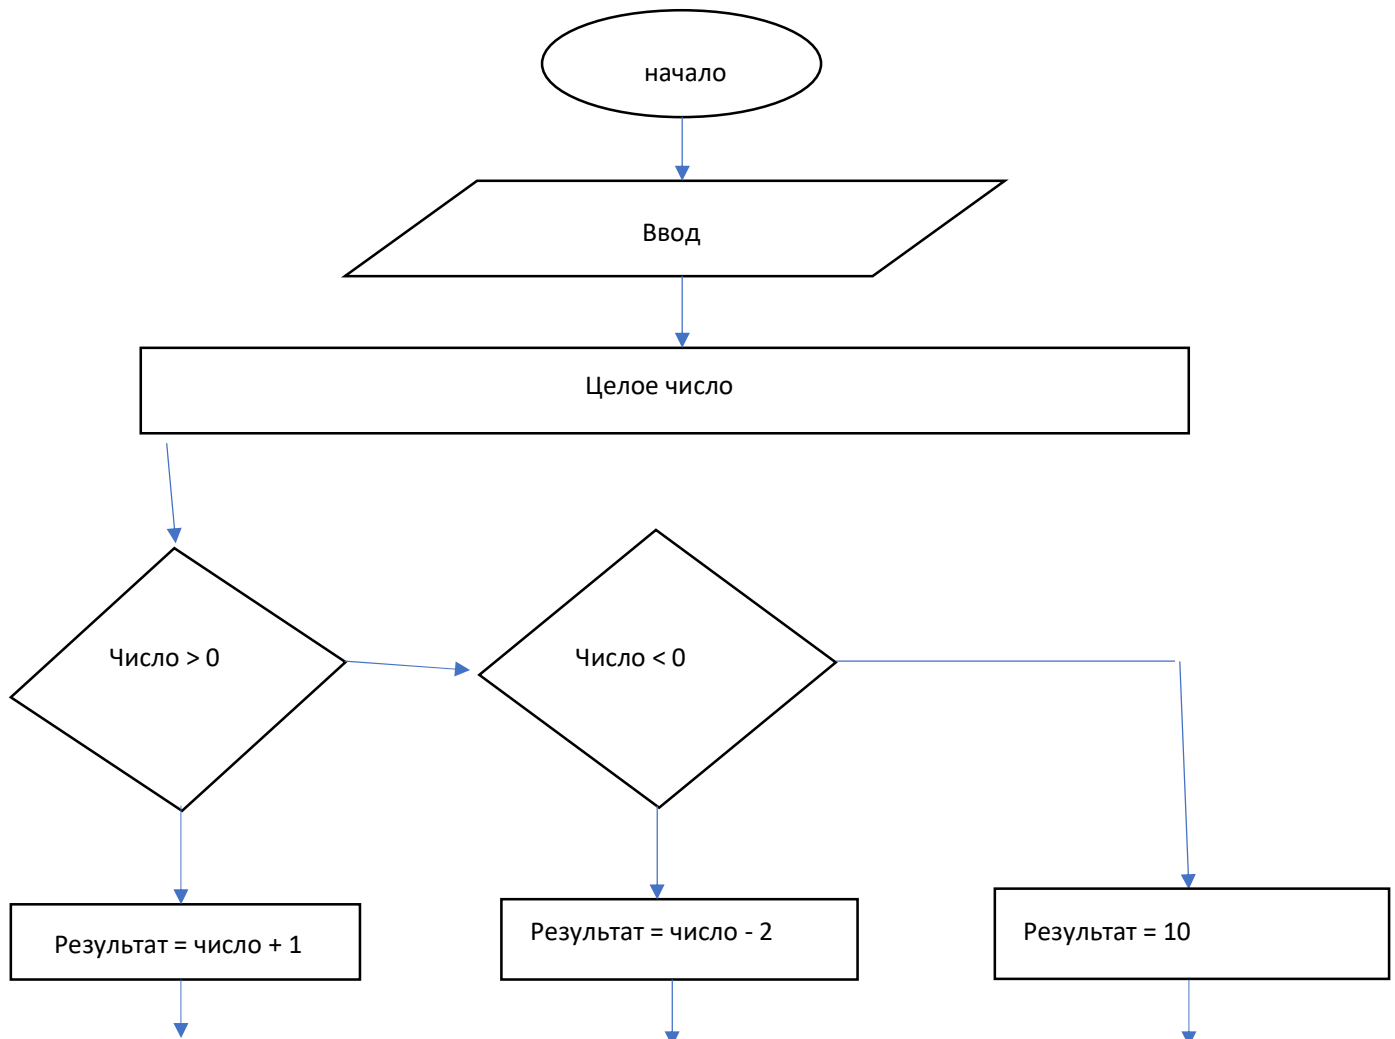 начало
Ввод
Целое число
Число > 0
Число < 0
Результат = число + 1
Результат = число - 2
Результат = 10